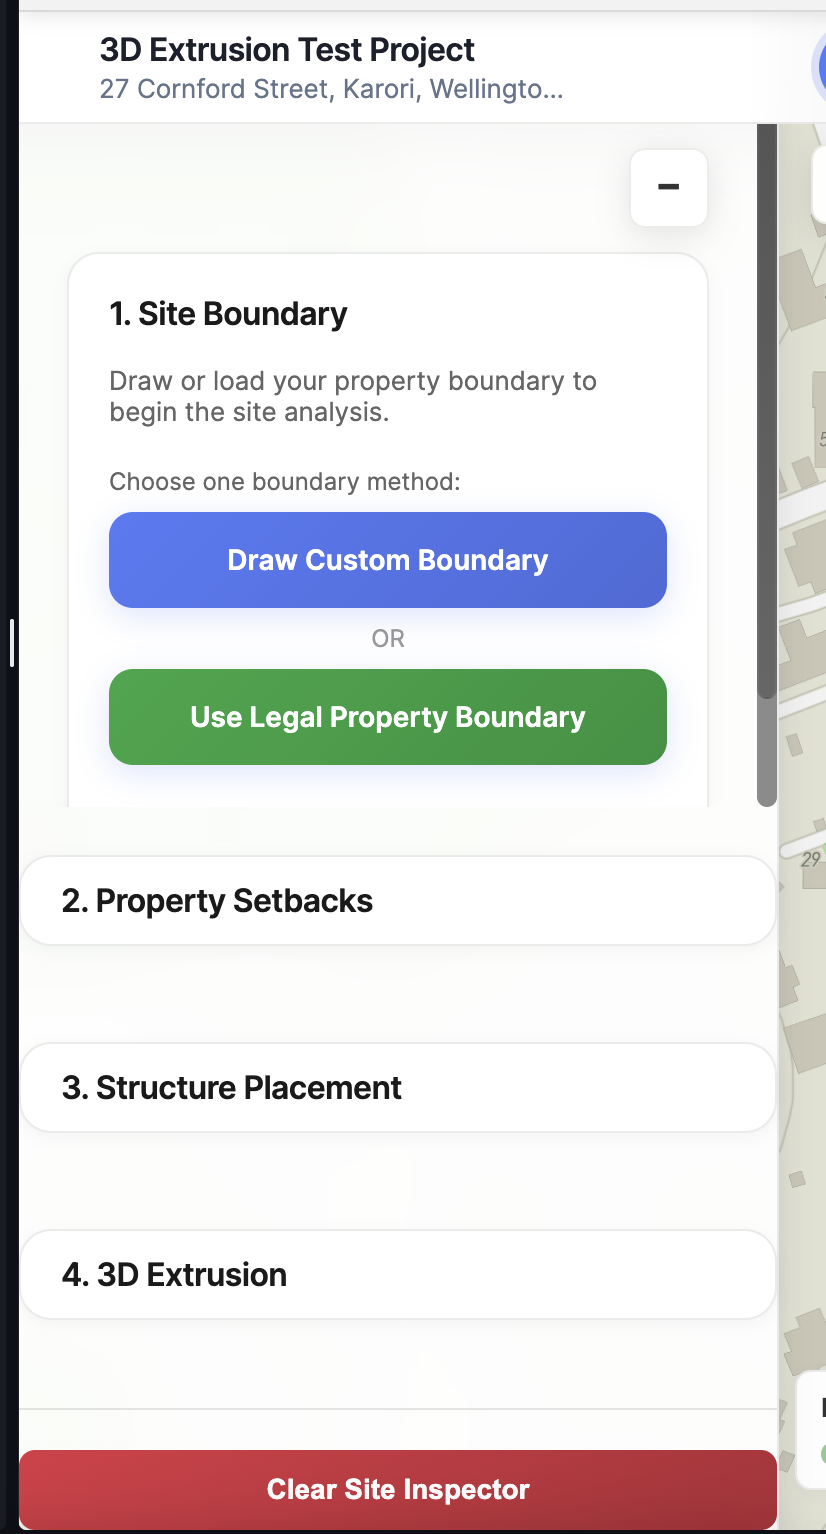 3D Extrusion Test Project
27 Cornford Street, Karori, Wellingto...
1. Site Boundary
Draw or load your property boundary to
begin the site analysis.
Choose one boundary method:
Draw Custom Boundary
OR
Use Legal Property Boundary
29
2. Property Setbacks
3. Structure Placement
4. 3D Extrusion
Clear Site Inspector